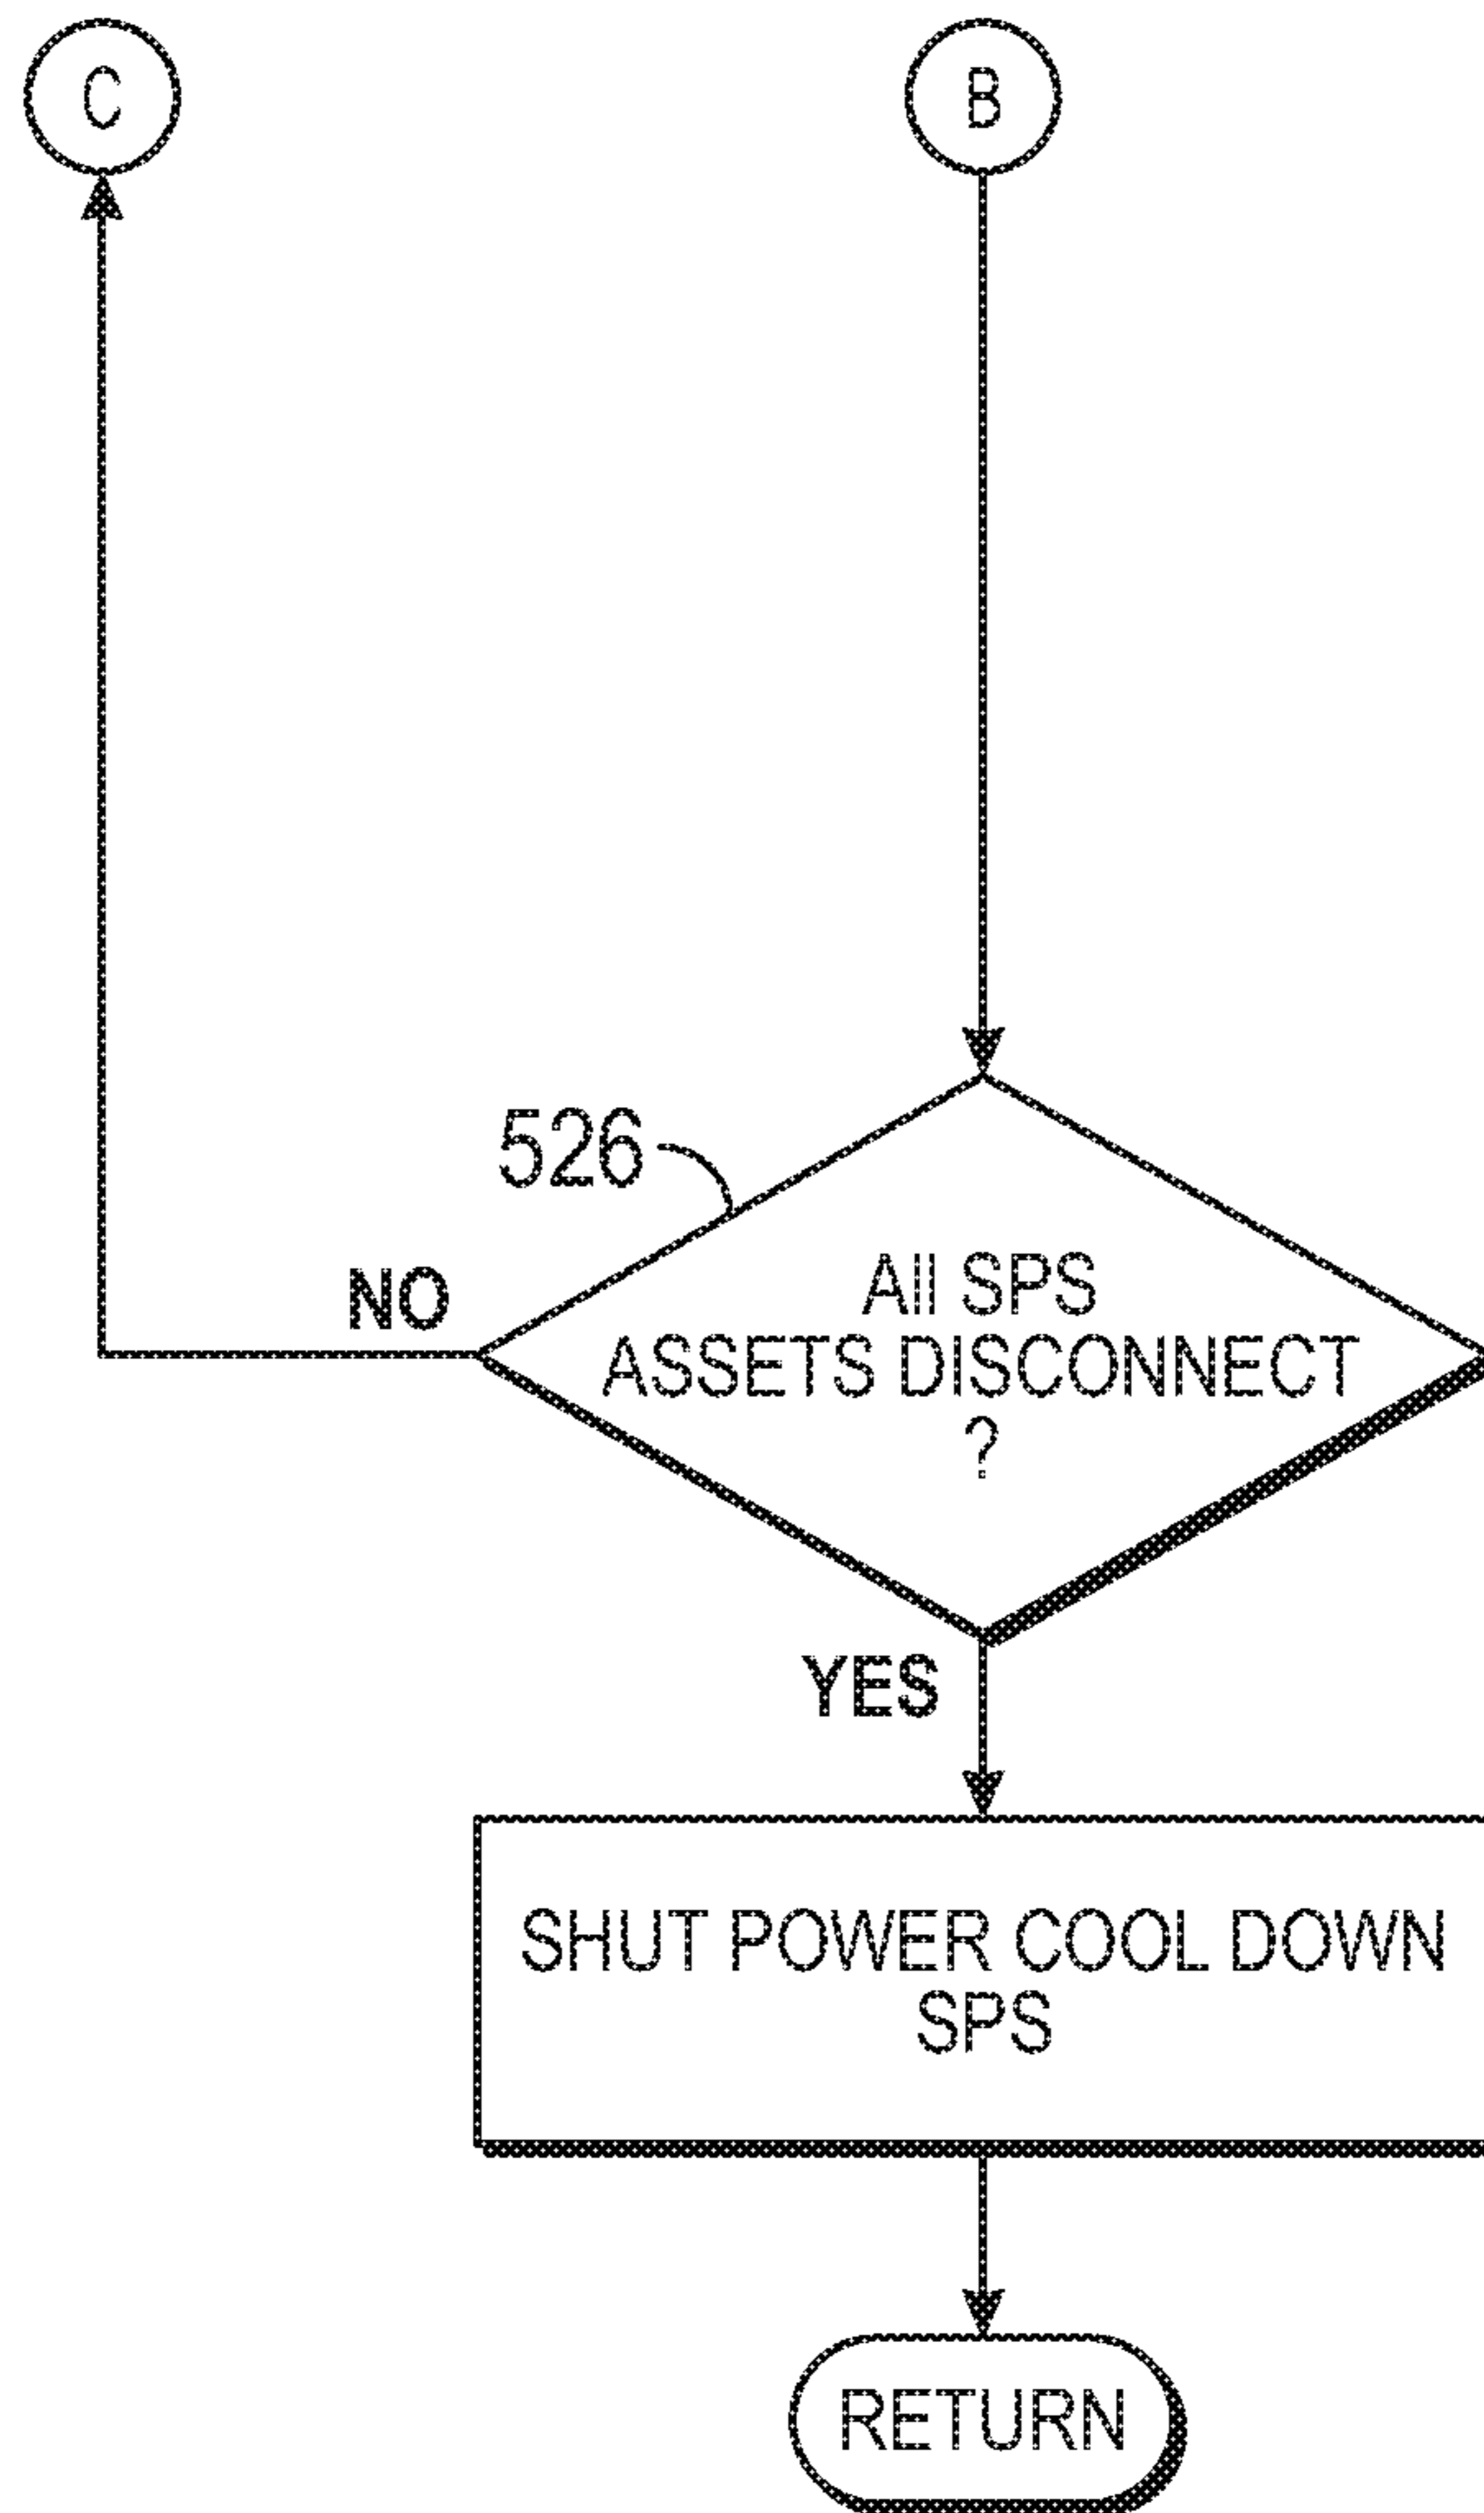 C
B
526
All SPS
ASSETS DISCONNECT
?
NO
YES
SHUT POWER COOL DOWN
SPS
RETURN